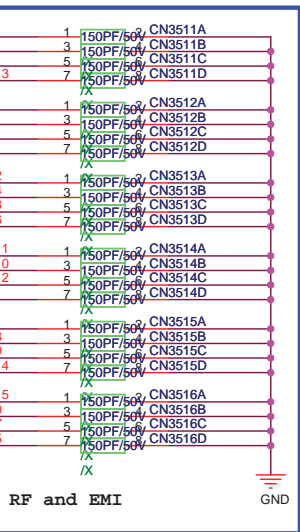 1 150PF/50V 2 CN3511A
3 150PF/50V 4 CN3511B
5 150PF/50V 6 CN3511C
3 7 150PF/50V 8 CN3511D
/X
1 150PF/50V 2 CN3512A
3 150PF/50V 4 CN3512B
5 150PF/50V 6 CN3512C
7 150PF/50V 8 CN3512D
/X
1 150PF/50V 2 CN3513A
3 150PF/50V 4 CN3513B
5 150PF/50V 6 CN3513C
7 150PF/50V 8 CN3513D
/X
1 1 150PF/50V 2 CN3514A
0 3 150PF/50V 4 CN3514B
2 5 150PF/50V 6 CN3514C
7 150PF/50V 8 CN3514D
/X
1 150PF/50V 2 CN3515A
3 150PF/50V 4 CN3515B
5 150PF/50V 6 CN3515C
4 7 150PF/50V 8 CN3515D
/X
5 1 150PF/50V 2 CN3516A
3 150PF/50V 4 CN3516B
5 150PF/50V 6 CN3516C
7 150PF/50V 8 CN3516D
/X
/X
RF and EMI
GND